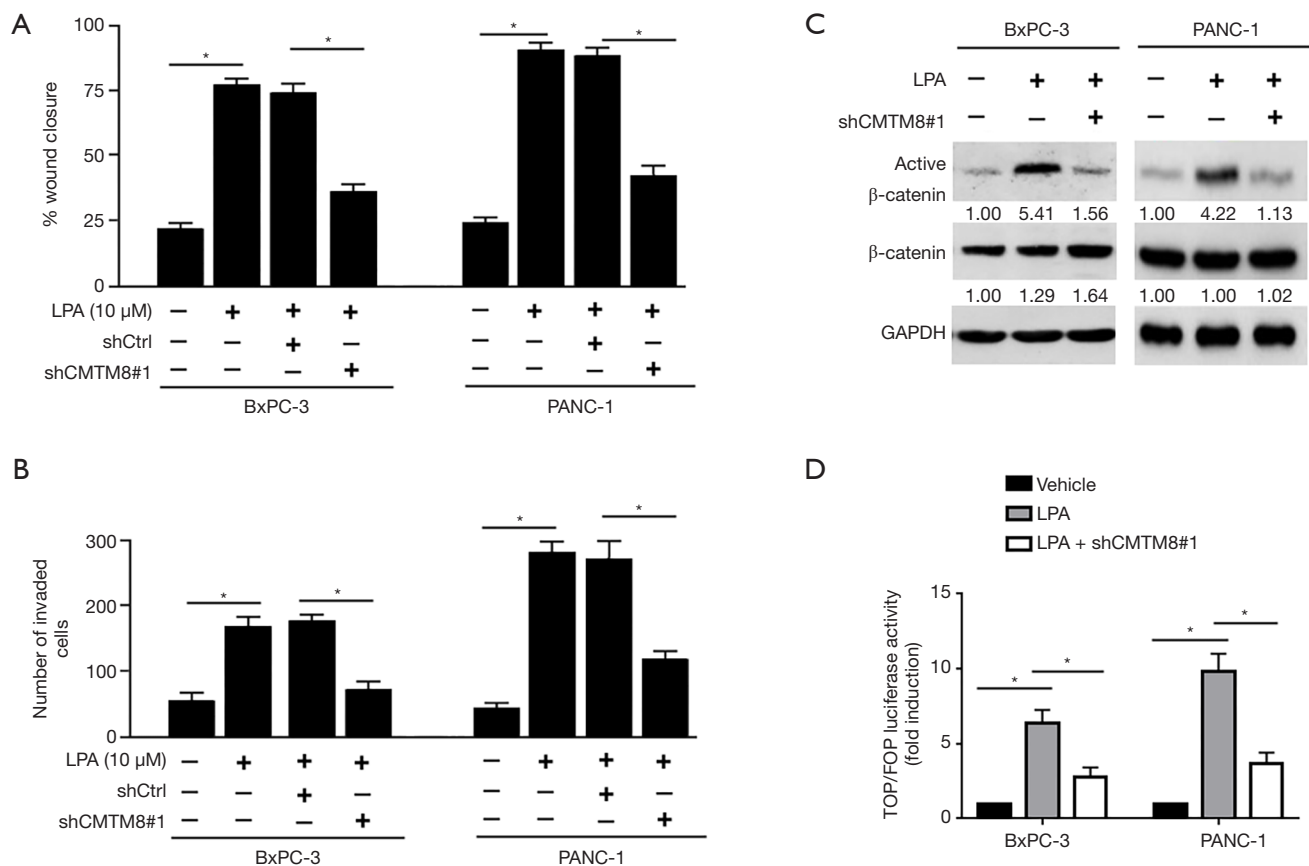 A
*
*
*
*
100
75
50
25
0
% wound closure
LPA (10 μM) – + + + – + + +
shCtrl – – + – – – + –
shCMTM8#1 – – – + – – – +
BxPC-3
PANC-1
B
*
*
*
*
300
200
100
0
Number of invaded
cells
LPA (10 μM) – + + + – + + +
shCtrl – – + – – – + –
shCMTM8#1 – – – + – – – +
BxPC-3
PANC-1
C
BxPC-3
PANC-1
LPA – + + – + +
shCMTM8#1 – – + – – +
Active
β-catenin
1.00 5.41 1.56 1.00 4.22 1.13
β-catenin
1.00 1.29 1.64 1.00 1.00 1.02
GAPDH
D
Vehicle
LPA
LPA + shCMTM8#1
15
10
5
0
TOP/FOP luciferase activity
(fold induction)
*
*
*
*
BxPC-3
PANC-1